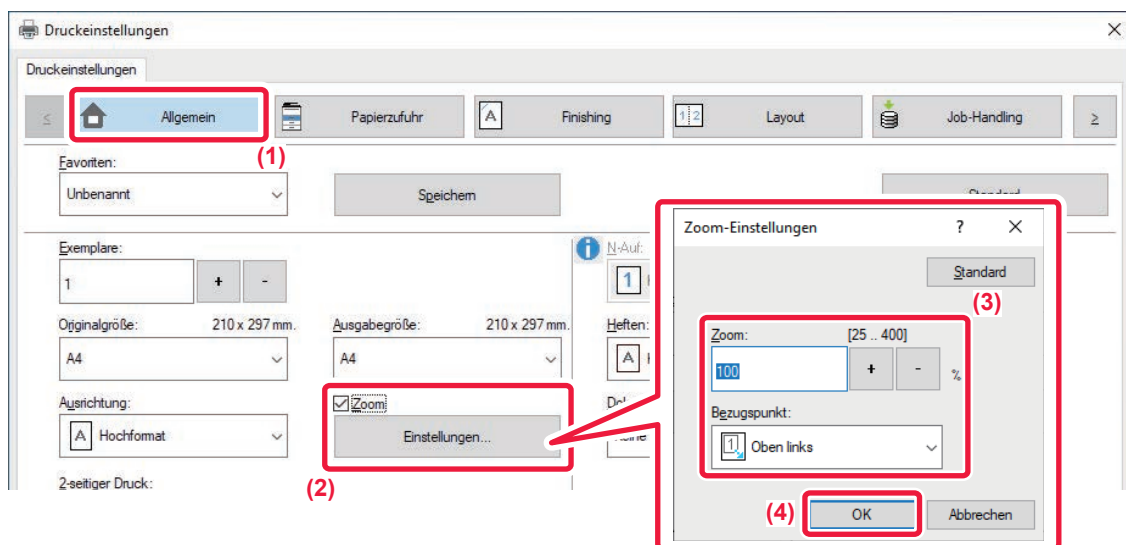 Druckeinstellungen
Druckeinstellungen
≤ Allgemein Papierzufuhr Finishing Layout Job-Handling ≥
(1)
Favoriten:
Unbenannt Speichern
Exemplare: N-Auf:
1 + -
Originalgröße: 210 x 297 mm. Ausgabegröße: 210 x 297 mm. Heften:
A4 A4
Ausrichtung: Zoom
Hochformat Einstellungen...
(2)
2-seitiger Druck:
Zoom-Einstellungen ?
Standard
(3)
Zoom: [25 .. 400]
100 + - %
Bezugspunkt:
Oben links
(4) OK Abbrechen